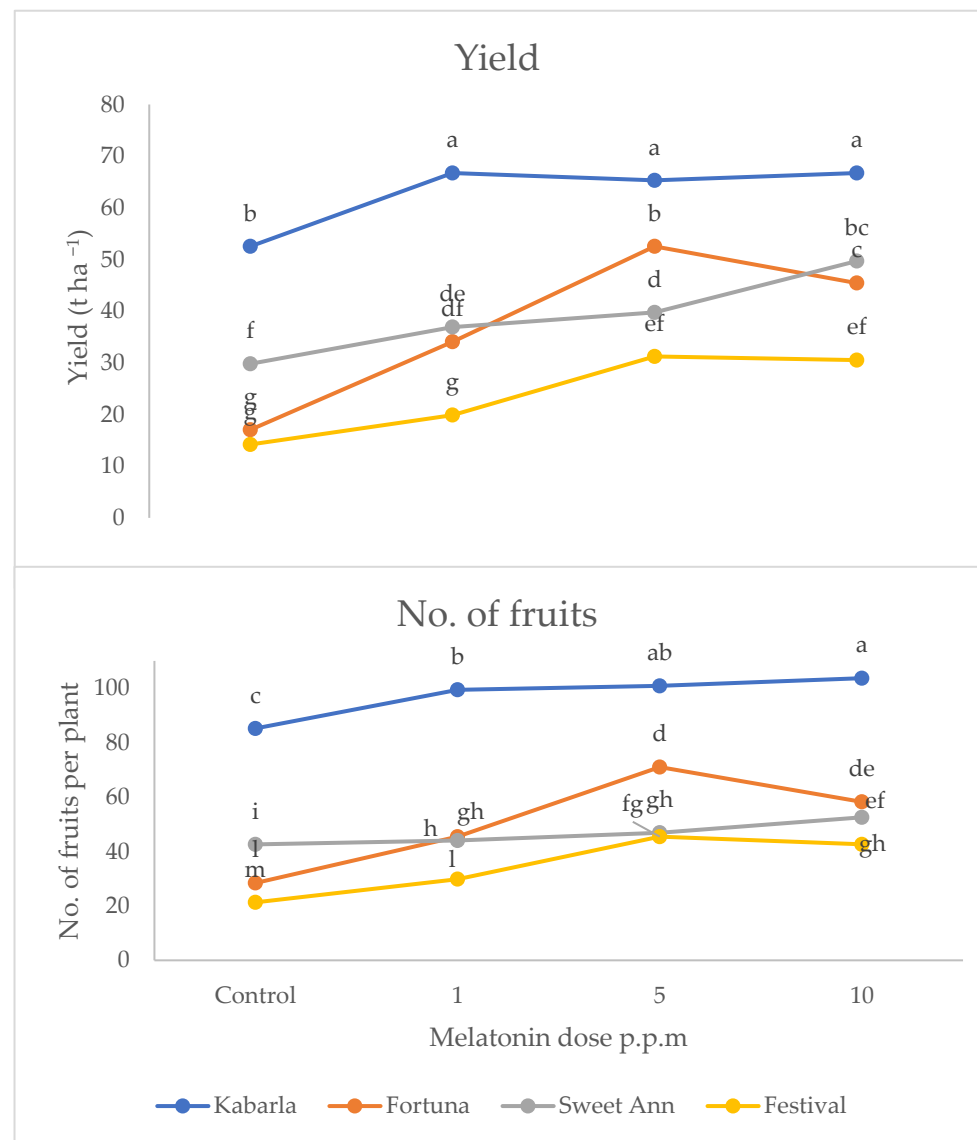 Yield
80
70
60
50
40
30
20
10
0
Yield (t ha ⁻¹)
a
a
a
b
b
bc
c
de
df
d
f
ef
ef
g
g
g
No. of fruits
100
80
60
40
20
0
No. of fruits per plant
a
ab
b
c
d
de
ef
gh
fg
gh
h
i
l
m
l
gh
Control 1 5 10
Melatonin dose p.p.m
Kabarla Fortuna Sweet Ann Festival